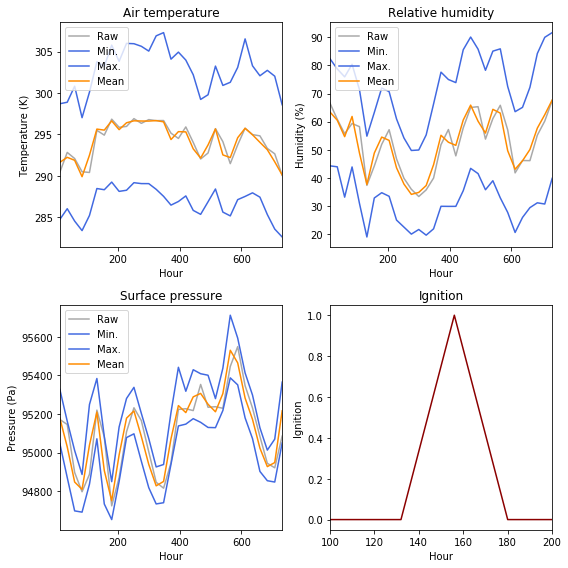 Air temperature
Temperature (K)
305
300
295
290
285
Raw
Min.
Max.
Mean
200
400
600
Hour
Relative humidity
Humidity (%)
90
80
70
60
50
40
30
20
Raw
Min.
Max.
Mean
200
400
600
Hour
Surface pressure
Pressure (Pa)
95600
95400
95200
95000
94800
Raw
Min.
Max.
Mean
200
400
600
Hour
Ignition
Ignition
1.0
0.8
0.6
0.4
0.2
0.0
100
120
140
160
180
200
Hour